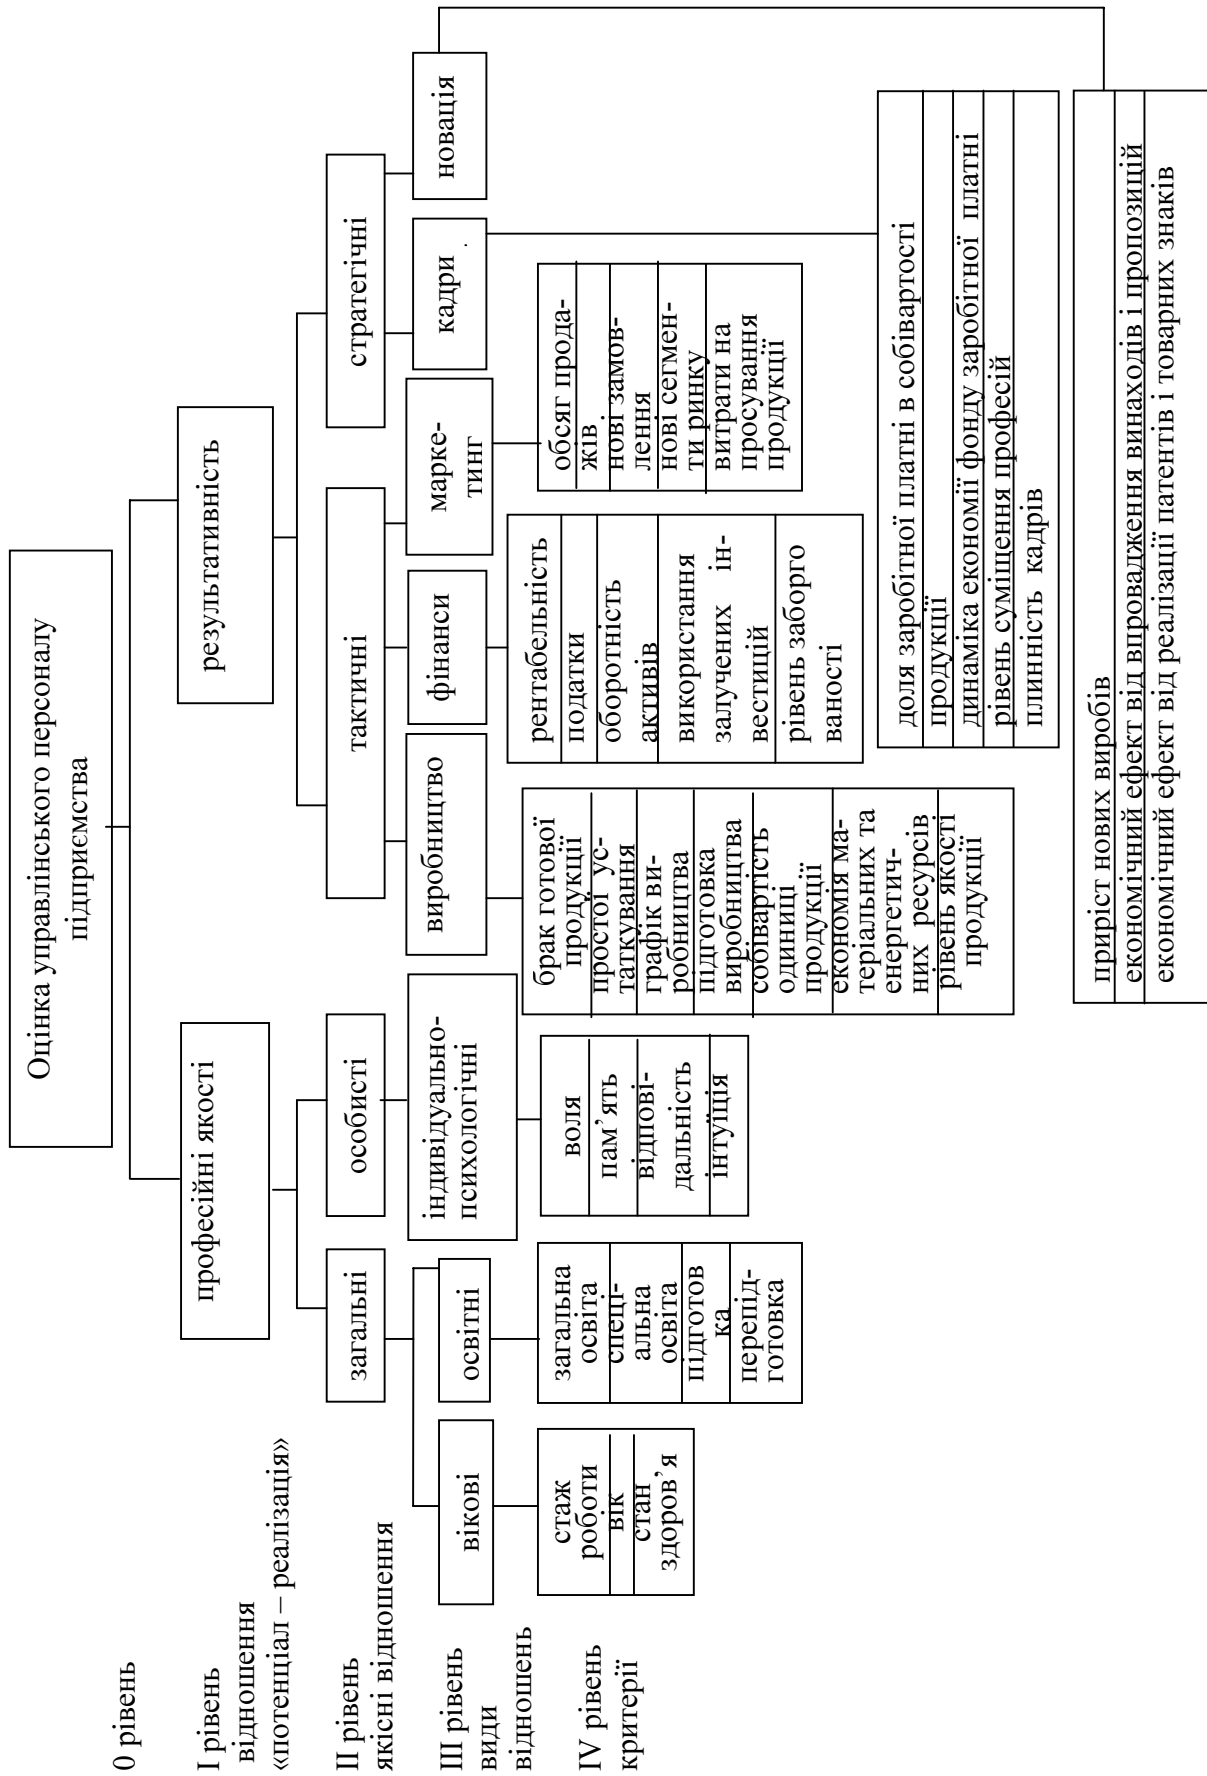 Оцінка управлінського персоналу
підприємства
0 рівень
І рівень
відношення
«потенціал – реалізація»
професійні якості
результативність
ІІ рівень
якісні відношення
загальні
особисті
тактичні
стратегічні
ІІІ рівень
види
відношень
вікові
освітні
індивідуально-
психологічні
виробництво
фінанси
марке-
тинг
кадри
новація
IV рівень
критерії
стаж
роботи
вік
стан
здоров’я
загальна
освіта
спеці-
альна
освіта
підготов
ка
перепід-
готовка
воля
пам’ять
відпові-
дальність
інтуїція
брак готової
продукції
простої ус-
таткування
графік ви-
робництва
підготовка
виробництва
собівартість
одиниці
продукції
економія ма-
теріальних та
енергетич-
них ресурсів
рівень якості
продукції
рентабельність
податки
оборотність
активів
використання
залучених ін-
вестицій
рівень заборго
ваності
обсяг прода-
жів
нові замов-
лення
нові сегмен-
ти ринку
витрати на
просування
продукції
доля заробітної платні в собівартості
продукції
динаміка економії фонду заробітної платні
рівень суміщення професій
плинність кадрів
приріст нових виробів
економічний ефект від впровадження винаходів і пропозицій
економічний ефект від реалізації патентів і товарних знаків